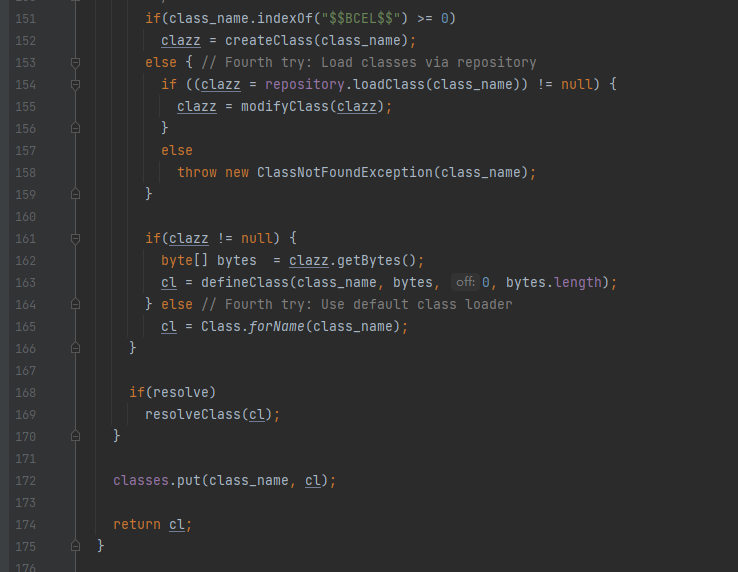 151 if(class_name.indexOf("$$BCEL$$") >= 0)
152 clazz = createClass(class_name);
153 else { // Fourth try: Load classes via repository
154 if ((clazz = repository.loadClass(class_name)) != null) {
155 clazz = modifyClass(clazz);
156 }
157 else
158 throw new ClassNotFoundException(class_name);
159 }
160
161 if(clazz != null) {
162 byte[] bytes  = clazz.getBytes();
163 cl = defineClass(class_name, bytes, off: 0, bytes.length);
164 } else // Fourth try: Use default class loader
165 cl = Class.forName(class_name);
166 }
167
168 if(resolve)
169 resolveClass(cl);
170 }
171
172 classes.put(class_name, cl);
173
174 return cl;
175 }
176